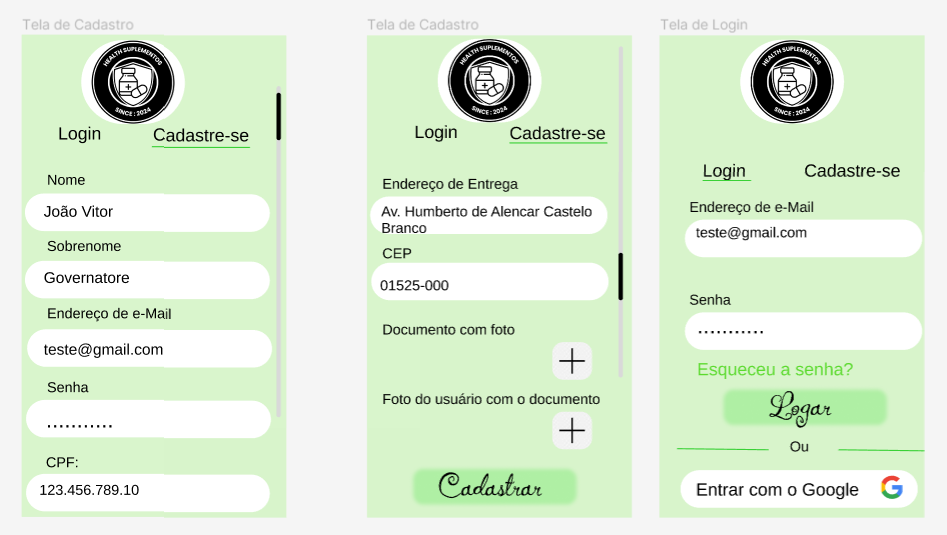 Tela de Cadastro
HEALTH SUPLEMENTOS
SINCE : 2024
Login
Cadastre-se
Nome
João Vitor
Sobrenome
Governatore
Endereço de e-Mail
teste@gmail.com
Senha
...........
CPF:
123.456.789.10
Tela de Cadastro
HEALTH SUPLEMENTOS
SINCE : 2024
Login
Cadastre-se
Endereço de Entrega
Av. Humberto de Alencar Castelo
Branco
CEP
01525-000
Documento com foto
Foto do usuário com o documento
Cadastrar
Tela de Login
HEALTH SUPLEMENTOS
SINCE : 2024
Login
Cadastre-se
Endereço de e-Mail
teste@gmail.com
Senha
...........
Esqueceu a senha?
Logar
Ou
Entrar com o Google